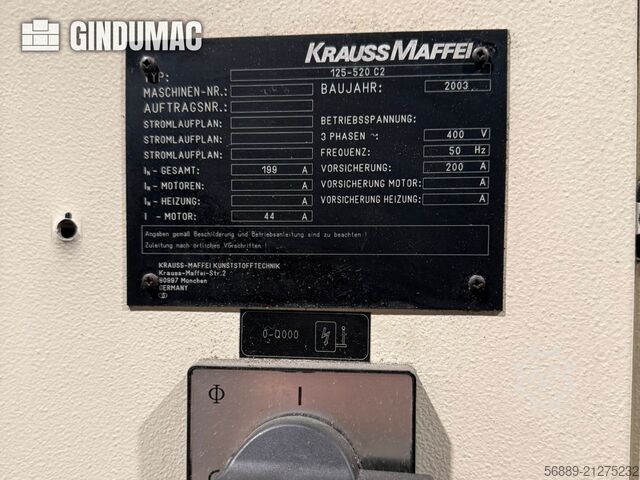 GINDUMAC
KRAUSSMAFFEI
TYP: 125-520 C2
MASCHINEN-NR.: BAUJAHR: 2003
AUFTRAGSNR.:
STROMLAUFPLAN: BETRIEBSSPANNUNG:
STROMLAUFPLAN: 3 PHASEN ~: 400 V
STROMLAUFPLAN: FREQUENZ: 50 Hz
IN - GESAMT: 199 A VORSICHERUNG: 200 A
IN - MOTOREN: A VORSICHERUNG MOTOR: A
IN - HEIZUNG: A VORSICHERUNG HEIZUNG: A
I - MOTOR: 44 A
Angaben gemäß Beschilderung und Betriebsanleitung sind zu beachten!
Zuleitung nach örtlichen Vorschriften!
KRAUSS-MAFFEI KUNSTSTOFFTECHNIK
Krauss-Maffei-Str.2
80997 München
GERMANY
0-Q000
Φ I
56889-21275232